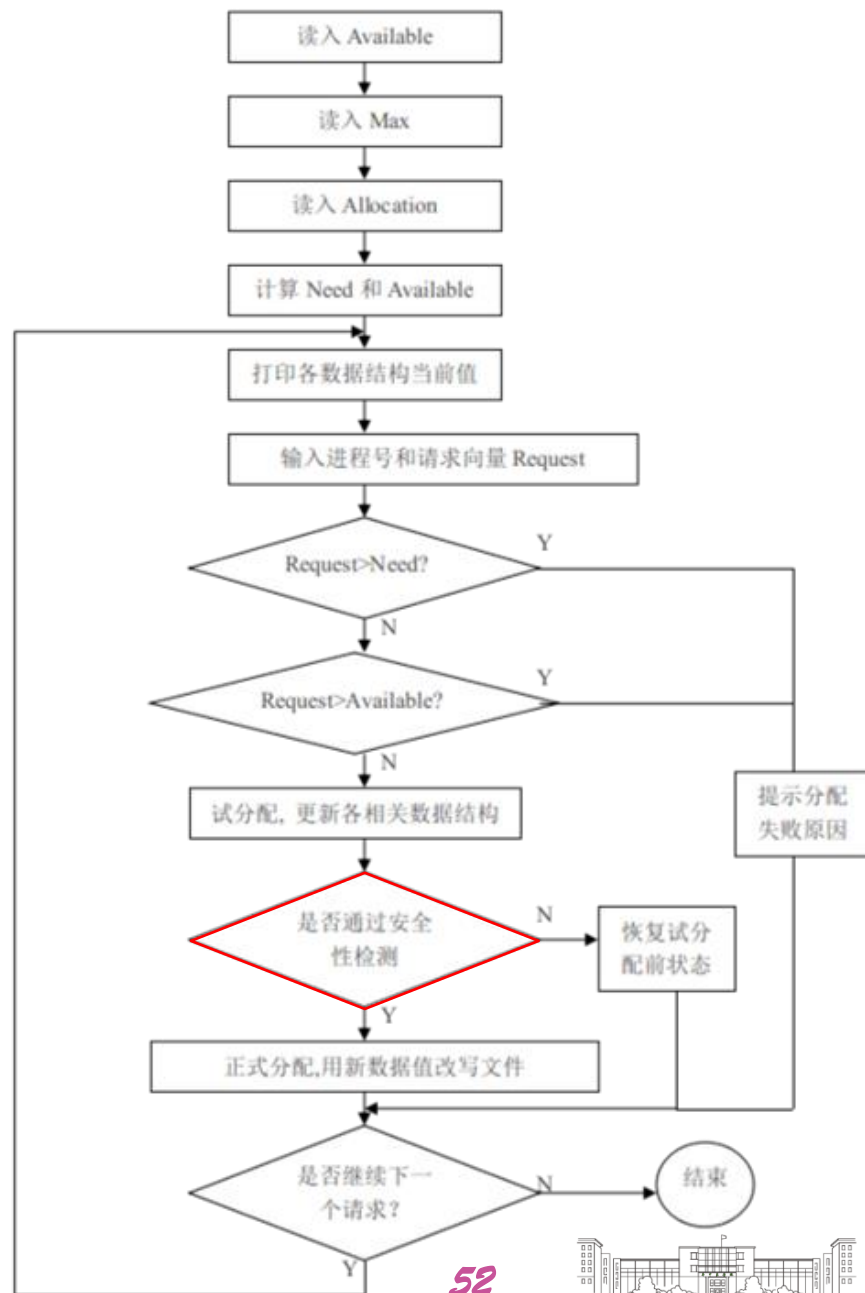 读入 Available
读入 Max
读入 Allocation
计算 Need 和 Available
打印各数据结构当前值
输入进程号和请求向量 Request
Request>Need?
Y
N
Request>Available?
Y
N
试分配, 更新各相关数据结构
提示分配
失败原因
是否通过安全
性检测
N
恢复试分
配前状态
Y
正式分配,用新数据值改写文件
是否继续下一
个请求?
N
结束
Y
52